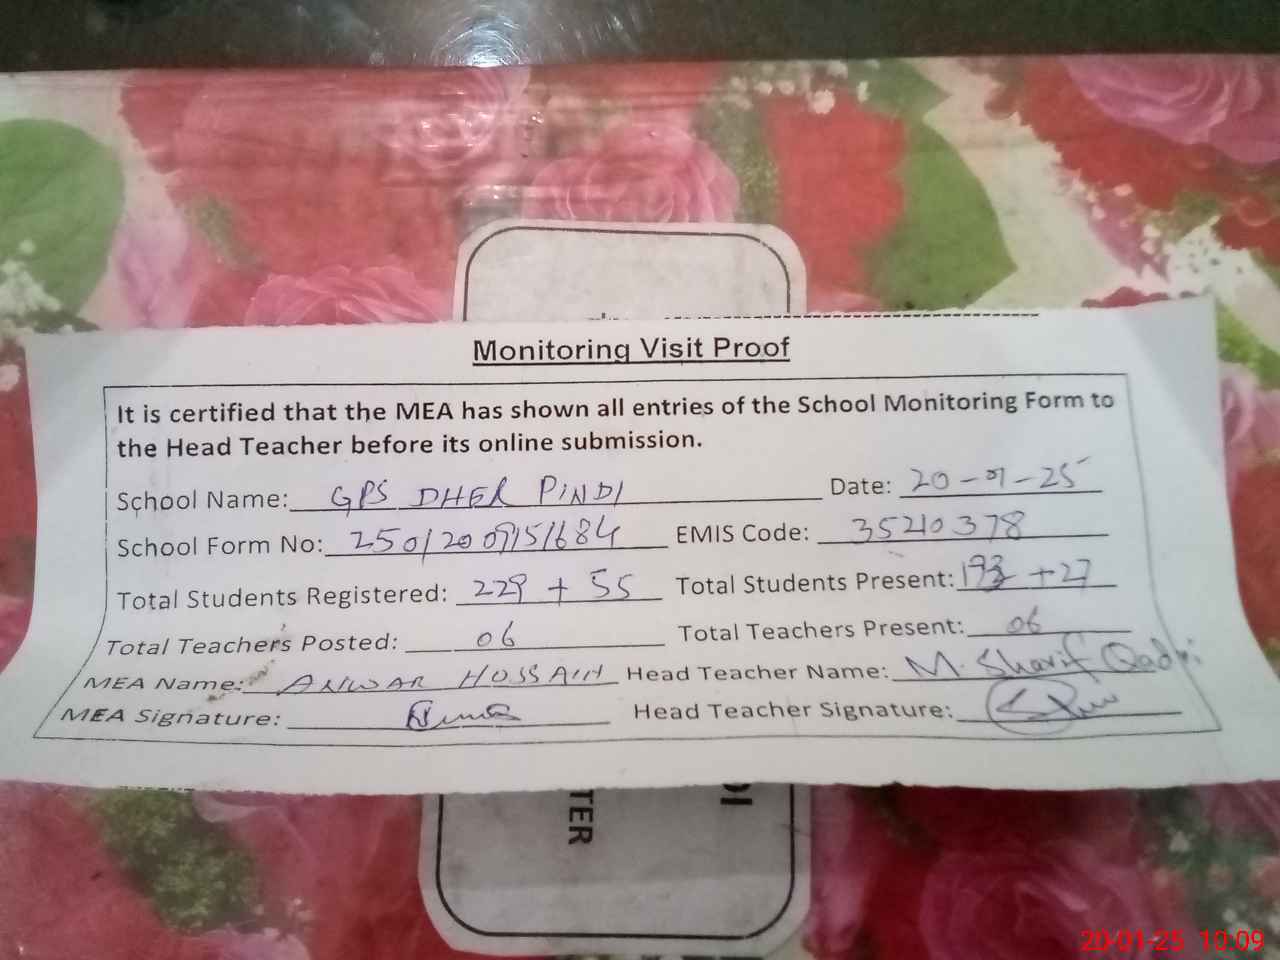 Monitoring Visit Proof
It is certified that the MEA has shown all entries of the School Monitoring Form to
the Head Teacher before its online submission.
School Name: GPS DHER PINDI Date: 20-01-25
School Form No: EMIS Code: 35210378
Total Students Registered: 229 + 55 Total Students Present: +27
Total Teachers Posted: 06 Total Teachers Present: 06
MEA Name: ANWAR HUSSAIN Head Teacher Name: M. Sharif Qadri
MEA Signature: Head Teacher Signature:
TER
DI
20-01-25 10:09